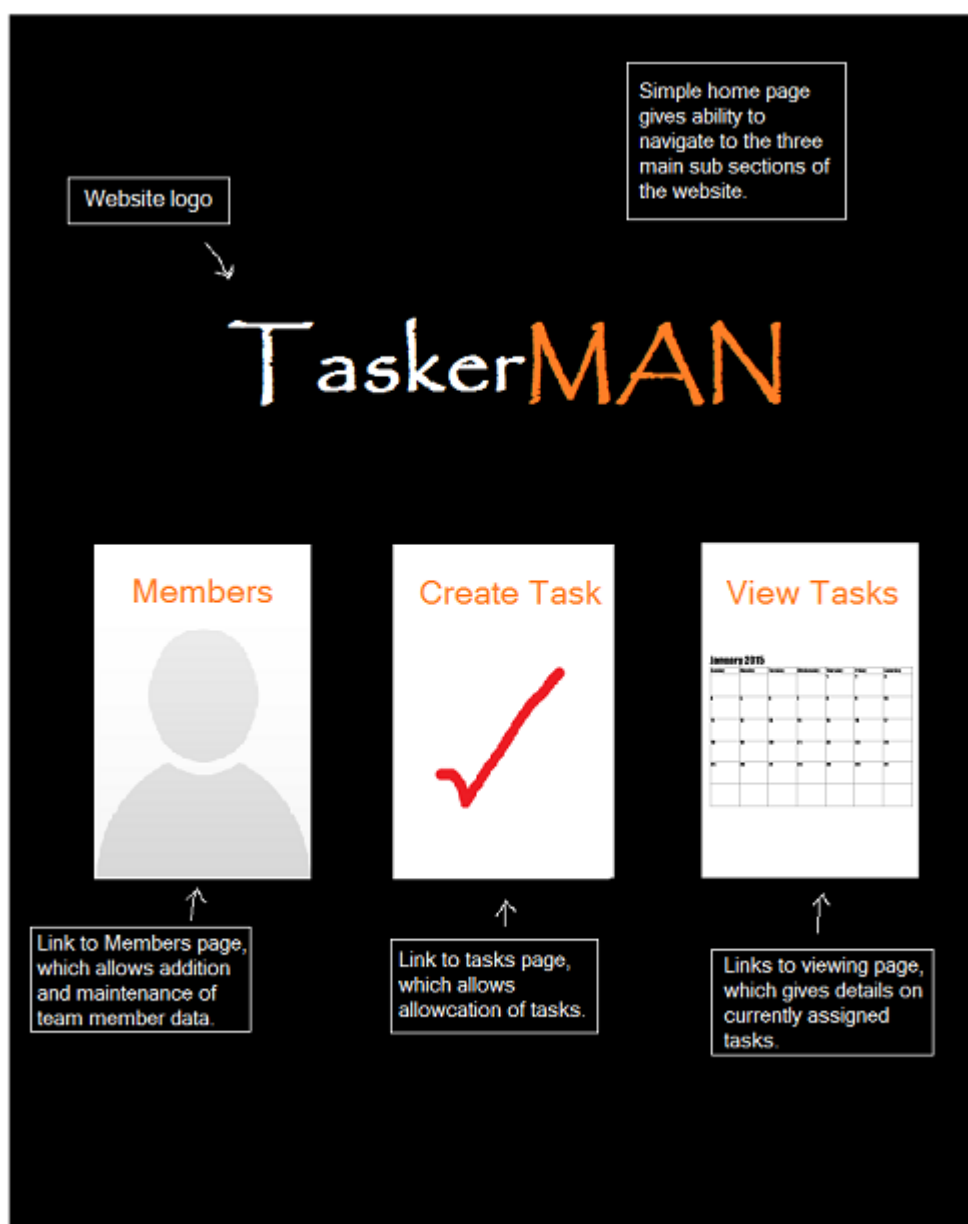 Simple home page
gives ability to
navigate to the three
main sub sections of
the website.
Website logo
TaskerMAN
Members
Create Task
View Tasks
January 2015
Link to Members page,
which allows addition
and maintenance of
team member data.
Link to tasks page,
which allows
allowcation of tasks.
Links to viewing page,
which gives details on
currently assigned
tasks.